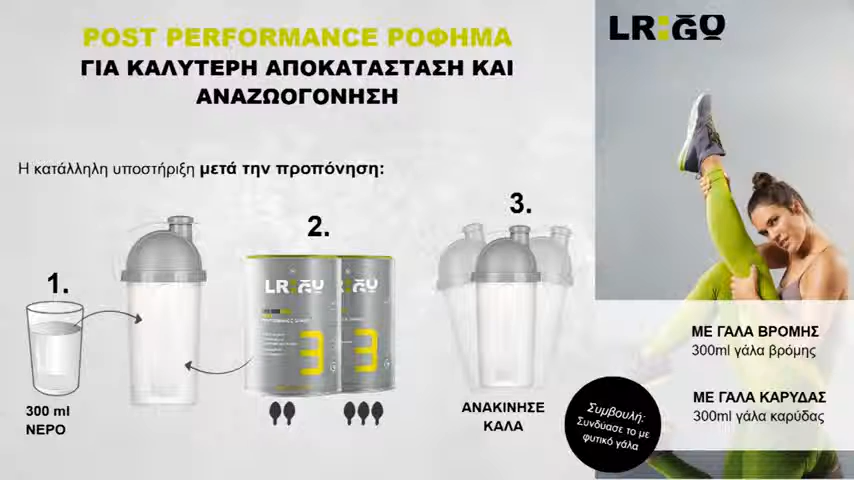 POST PERFORMANCE ΡΟΦΗΜΑ
ΓΙΑ ΚΑΛΥΤΕΡΗ ΑΠΟΚΑΤΑΣΤΑΣΗ ΚΑΙ
ΑΝΑΖΩΟΓΟΝΗΣΗ
LR:GO
Η κατάλληλη υποστήριξη μετά την προπόνηση:
1.
300 ml
ΝΕΡΟ
2.
LR:GO
3
LR:GO
3
3.
ΑΝΑΚΙΝΗΣΕ
ΚΑΛΑ
Συμβουλή:
Συνδύασε το με
φυτικό γάλα
ΜΕ ΓΑΛΑ ΒΡΟΜΗΣ
300ml γάλα βρόμης
ΜΕ ΓΑΛΑ ΚΑΡΥΔΑΣ
300ml γάλα καρύδας